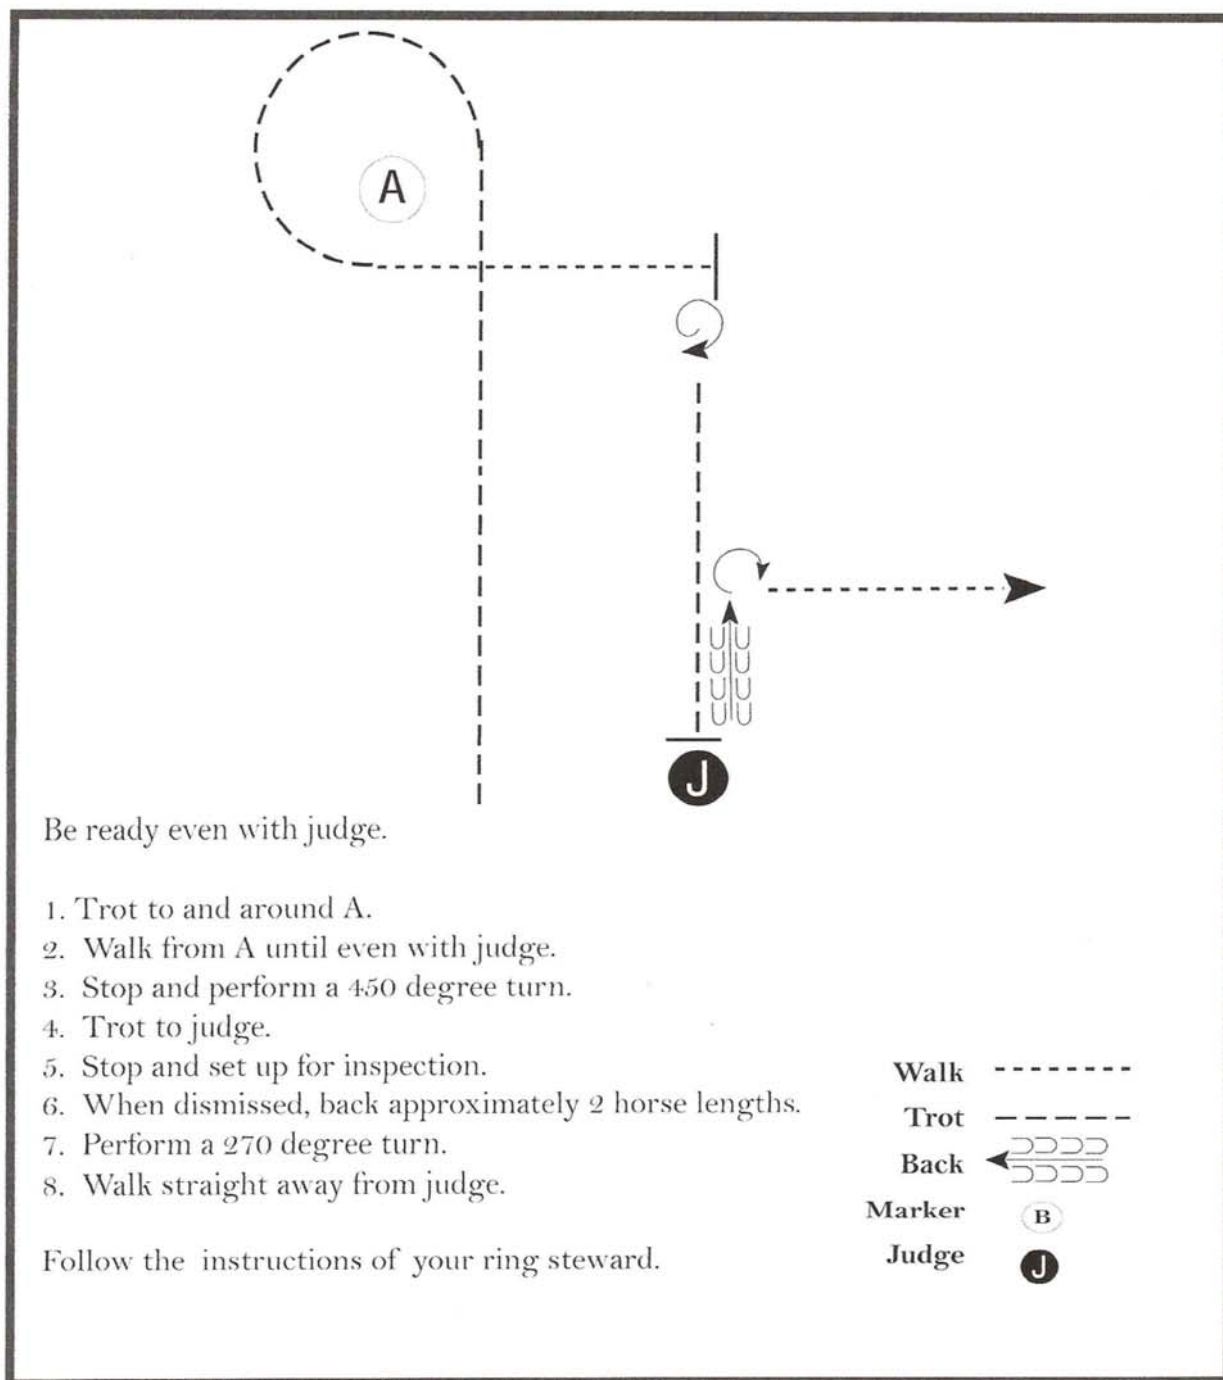 A
J
Be ready even with judge.
1. Trot to and around A.
2. Walk from A until even with judge.
3. Stop and perform a 450 degree turn.
4. Trot to judge.
5. Stop and set up for inspection.
6. When dismissed, back approximately 2 horse lengths.
7. Perform a 270 degree turn.
8. Walk straight away from judge.
Follow the instructions of your ring steward.
Walk
Trot
Back
Marker B
Judge J